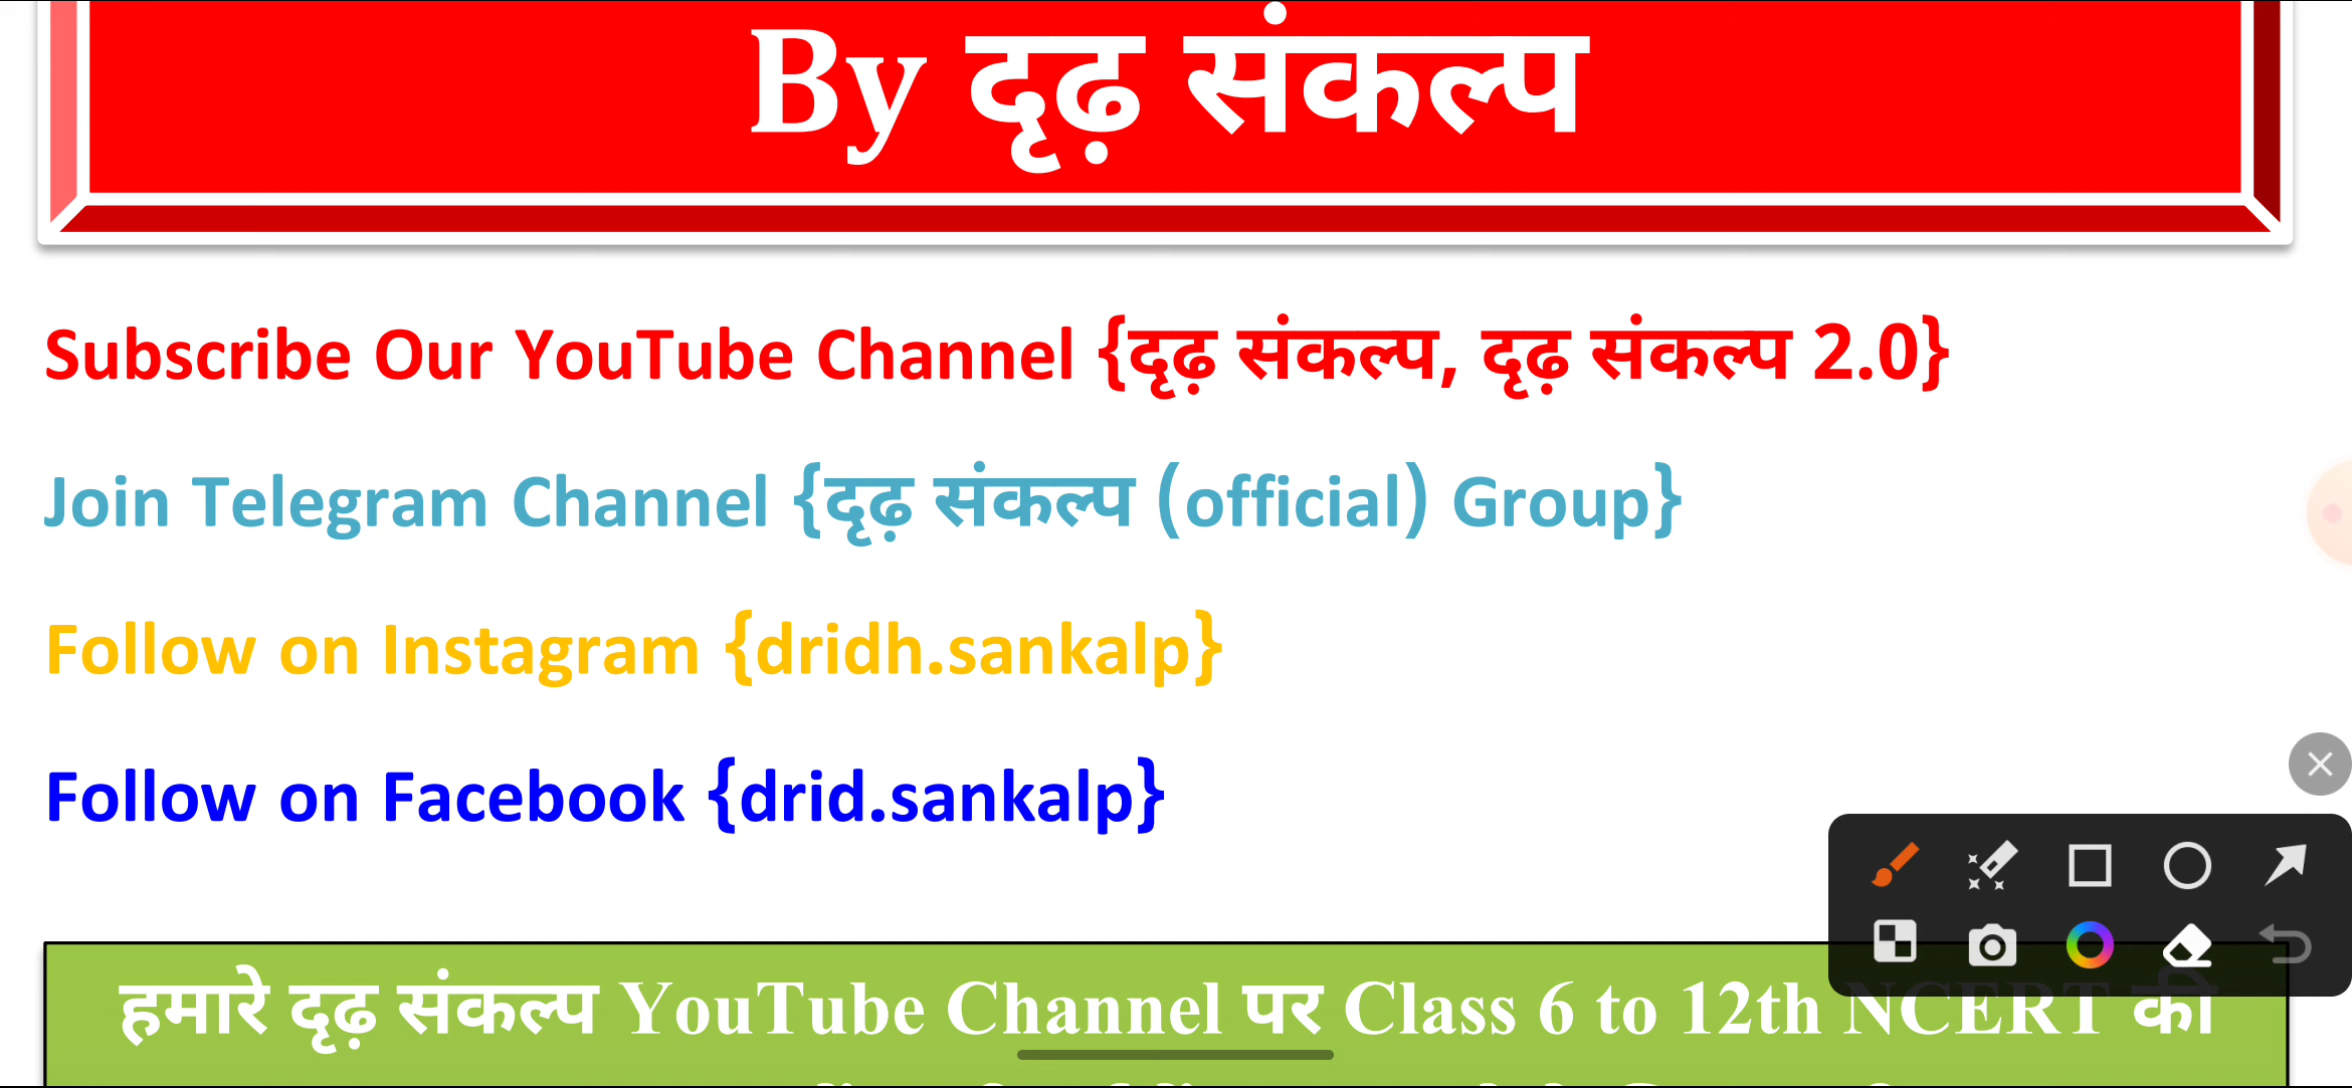 By दृढ़ संकल्प
Subscribe Our YouTube Channel {दृढ़ संकल्प, दृढ़ संकल्प 2.0}
Join Telegram Channel {दृढ़ संकल्प (official) Group}
Follow on Instagram {dridh.sankalp}
Follow on Facebook {drid.sankalp}
हमारे दृढ़ संकल्प YouTube Channel पर Class 6 to 12th NCERT की